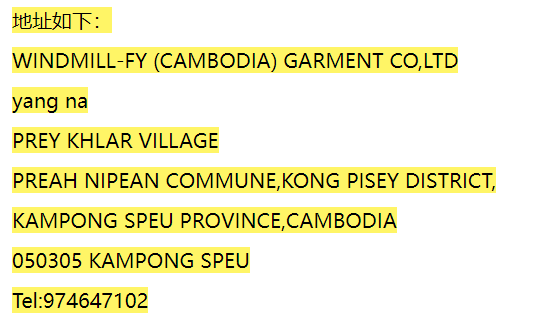 地址如下：
WINDMILL-FY (CAMBODIA) GARMENT CO,LTD
yang na
PREY KHLAR VILLAGE
PREAH NIPEAN COMMUNE,KONG PISEY DISTRICT,
KAMPONG SPEU PROVINCE,CAMBODIA
050305 KAMPONG SPEU
Tel:974647102